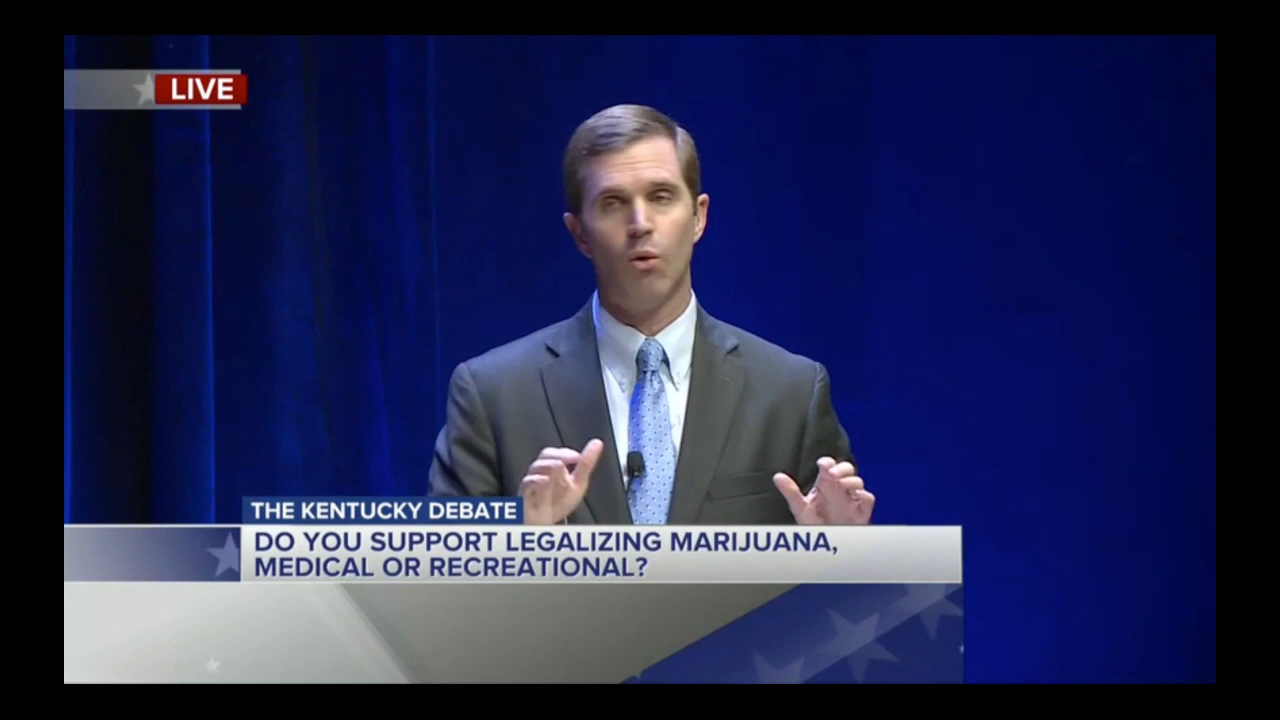 LIVE
THE KENTUCKY DEBATE
DO YOU SUPPORT LEGALIZING MARIJUANA,
MEDICAL OR RECREATIONAL?